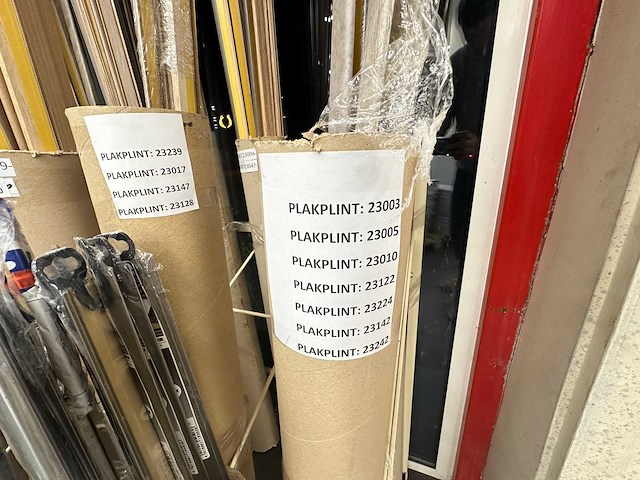 PLAKPLINT: 23239
PLAKPLINT: 23017
PLAKPLINT: 23147
PLAKPLINT: 23128
PLAKPLINT: 23003
PLAKPLINT: 23005
PLAKPLINT: 23010
PLAKPLINT: 23122
PLAKPLINT: 23224
PLAKPLINT: 23142
PLAKPLINT: 23242